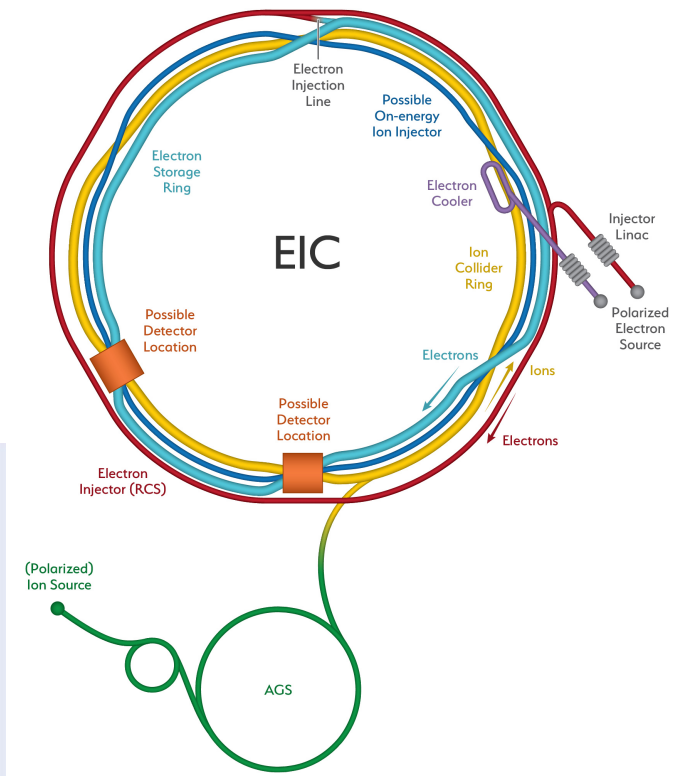 Electron
Injection
Line
Possible
On-energy
Ion Injector
Electron
Storage
Ring
Electron
Cooler
Injector
Linac
EIC
Ion
Collider
Ring
Polarized
Electron
Source
Possible
Detector
Location
Electrons
Ions
Possible
Detector
Location
Electrons
Electron
Injector (RCS)
(Polarized)
Ion Source
AGS